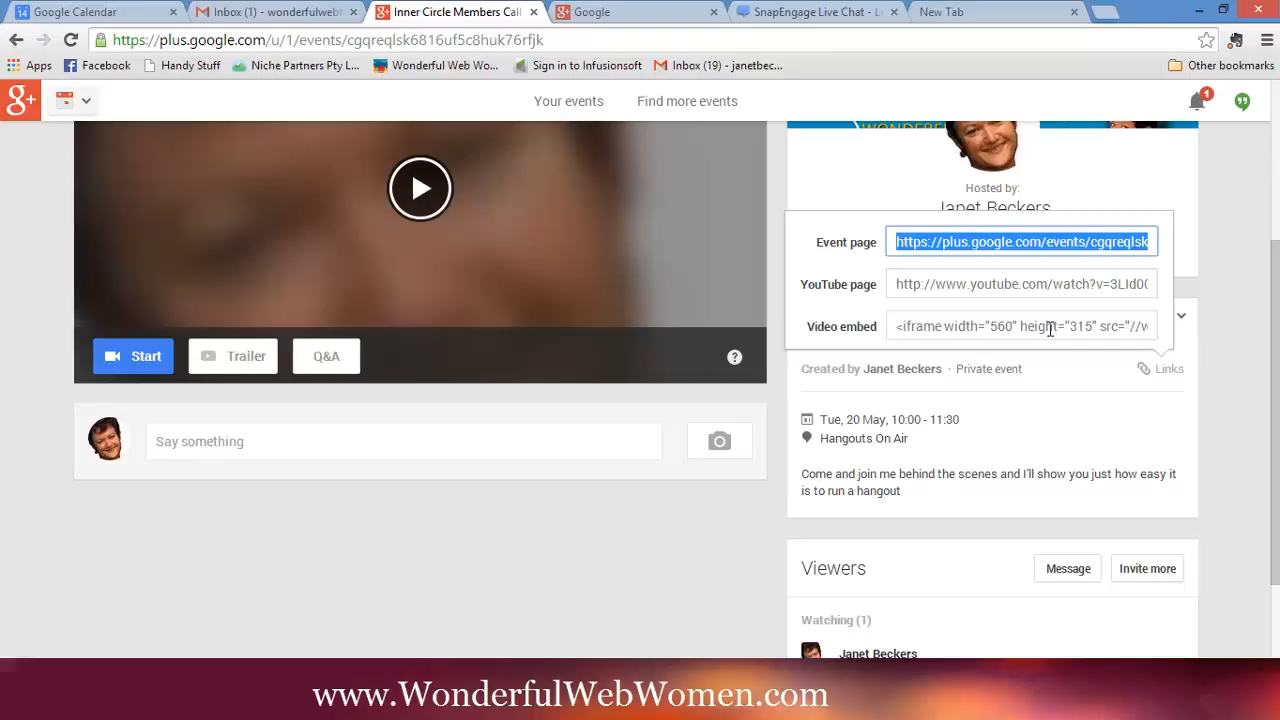 Google Calendar
Inbox (1) - wonderfulwebt
Inner Circle Members Call
Google
SnapEngage Live Chat - L
New Tab
https://plus.google.com/u/1/events/cgqreqlsk6816uf5c8huk76rfjk
Apps
Facebook
Handy Stuff
Niche Partners Pty L...
Wonderful Web Wo...
Sign in to Infusionsoft
Inbox (19) - janetbec...
Other bookmarks
g+
Your events
Find more events
1
Hosted by:
Janet Beckers
Event page
https://plus.google.com/events/cgqreqlsk
YouTube page
http://www.youtube.com/watch?v=3LId0
Video embed
<iframe width="560" height="315" src="//w
Start
Trailer
Q&A
?
Created by Janet Beckers · Private event
Links
Tue, 20 May, 10:00 - 11:30
Hangouts On Air
Say something
Come and join me behind the scenes and I'll show you just how easy it
is to run a hangout
Viewers
Message
Invite more
Watching (1)
Janet Beckers
www.WonderfulWebWomen.com